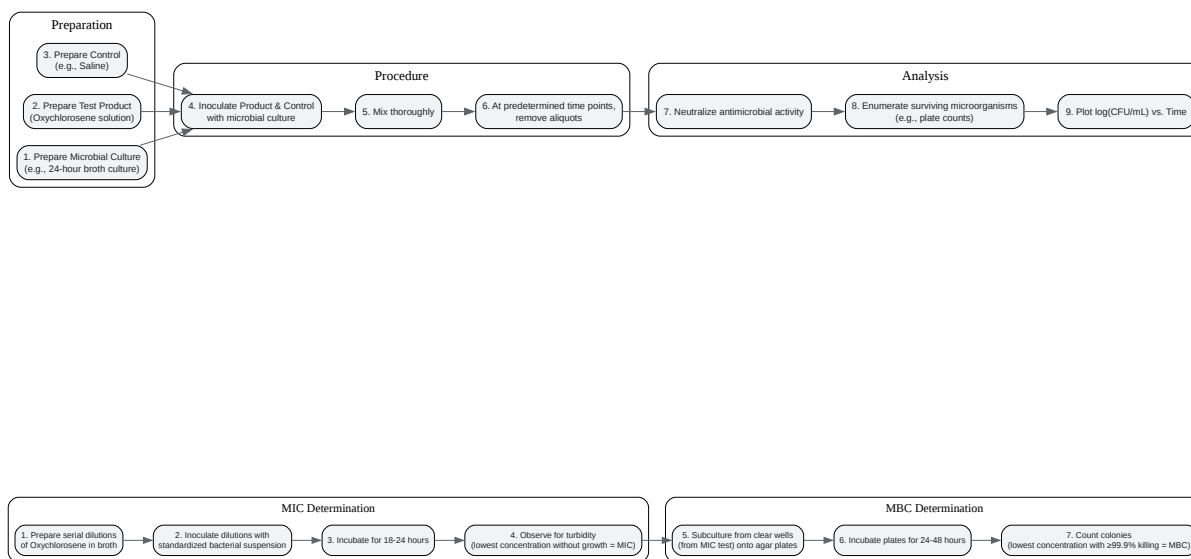 Preparation
3. Prepare Control
(e.g., Saline)
2. Prepare Test Product
(Oxychlorosene solution)
1. Prepare Microbial Culture
(e.g., 24-hour broth culture)
Procedure
4. Inoculate Product & Control
with microbial culture
5. Mix thoroughly
6. At predetermined time points,
remove aliquots
Analysis
7. Neutralize antimicrobial activity
8. Enumerate surviving microorganisms
(e.g., plate counts)
9. Plot log(CFU/mL) vs. Time
MIC Determination
1. Prepare serial dilutions
of Oxychlorosene in broth
2. Inoculate dilutions with
standardized bacterial suspension
3. Incubate for 18-24 hours
4. Observe for turbidity
(lowest concentration without growth = MIC)
MBC Determination
5. Subculture from clear wells
(from MIC test) onto agar plates
6. Incubate plates for 24-48 hours
7. Count colonies
(lowest concentration with ≥99.9% killing = MBC)